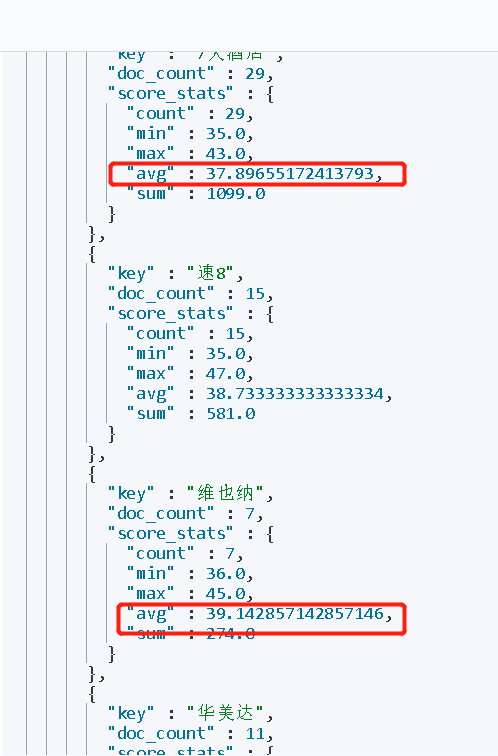 "key" : "7天酒店",
"doc_count" : 29,
"score_stats" : {
"count" : 29,
"min" : 35.0,
"max" : 43.0,
"avg" : 37.89655172413793,
"sum" : 1099.0
}
},
{
"key" : "速8",
"doc_count" : 15,
"score_stats" : {
"count" : 15,
"min" : 35.0,
"max" : 47.0,
"avg" : 38.733333333333334,
"sum" : 581.0
}
},
{
"key" : "维也纳",
"doc_count" : 7,
"score_stats" : {
"count" : 7,
"min" : 36.0,
"max" : 45.0,
"avg" : 39.142857142857146,
"sum" : 274.0
}
},
{
"key" : "华美达",
"doc_count" : 11,
"score_stats" : {